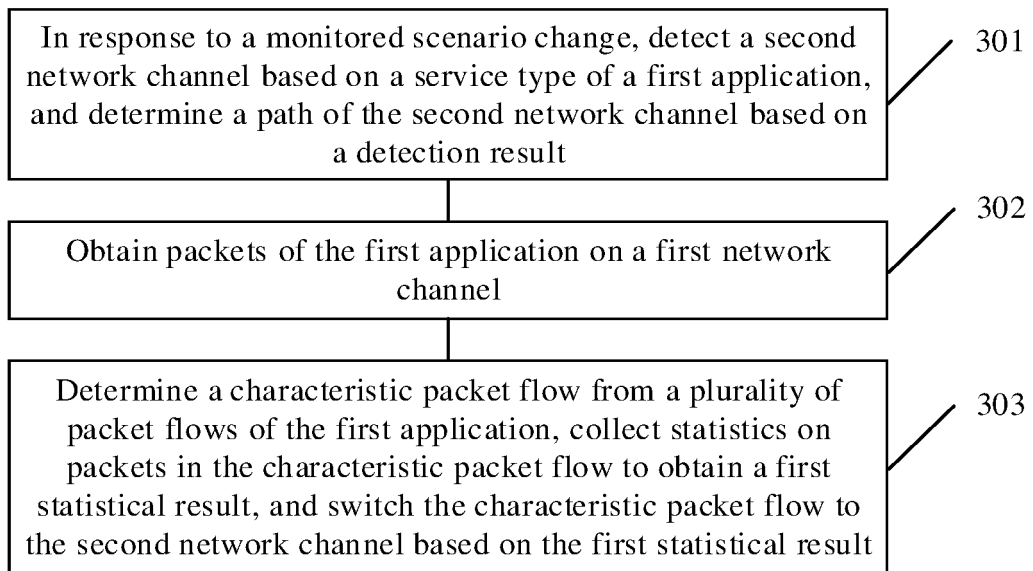 In response to a monitored scenario change, detect a second
network channel based on a service type of a first application,
and determine a path of the second network channel based on
a detection result
301
Obtain packets of the first application on a first network
channel
302
Determine a characteristic packet flow from a plurality of
packet flows of the first application, collect statistics on
packets in the characteristic packet flow to obtain a first
statistical result, and switch the characteristic packet flow to
the second network channel based on the first statistical result
303